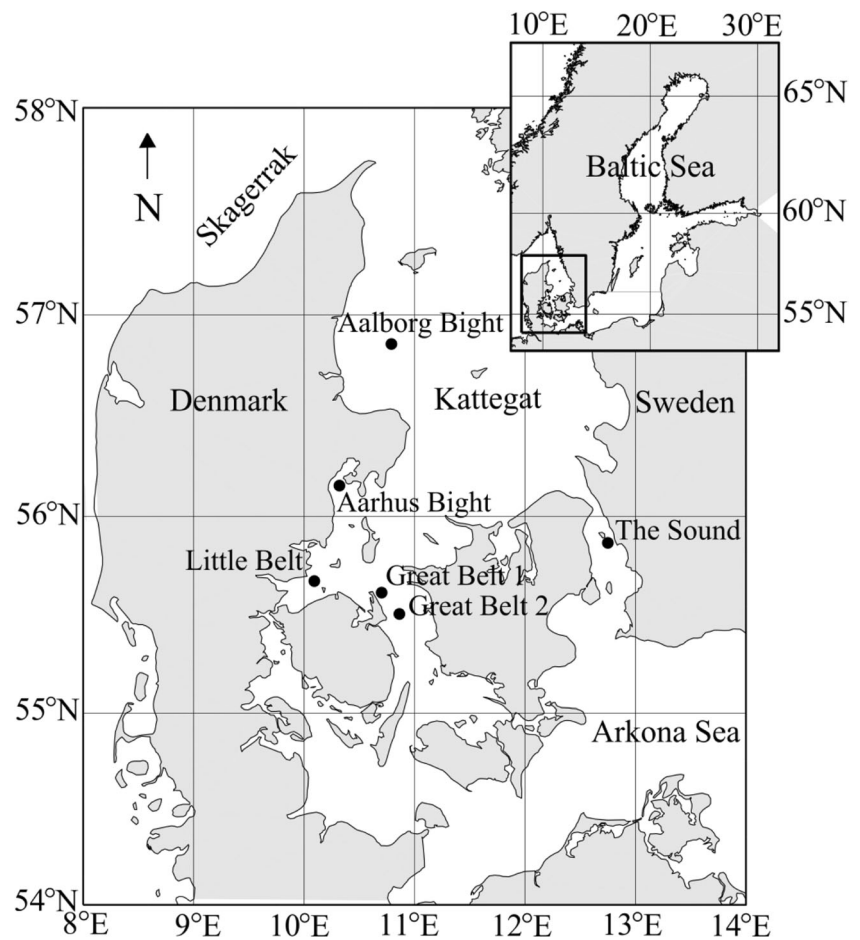 10°E 20°E 30°E
65°N
60°N
55°N
Baltic Sea
58°N
57°N
56°N
55°N
54°N
8°E 9°E 10°E 11°E 12°E 13°E 14°E
N
Skagerrak
Aalborg Bight
Denmark
Kattegat
Sweden
Aarhus Bight
The Sound
Little Belt
Great Belt 1
Great Belt 2
Arkona Sea